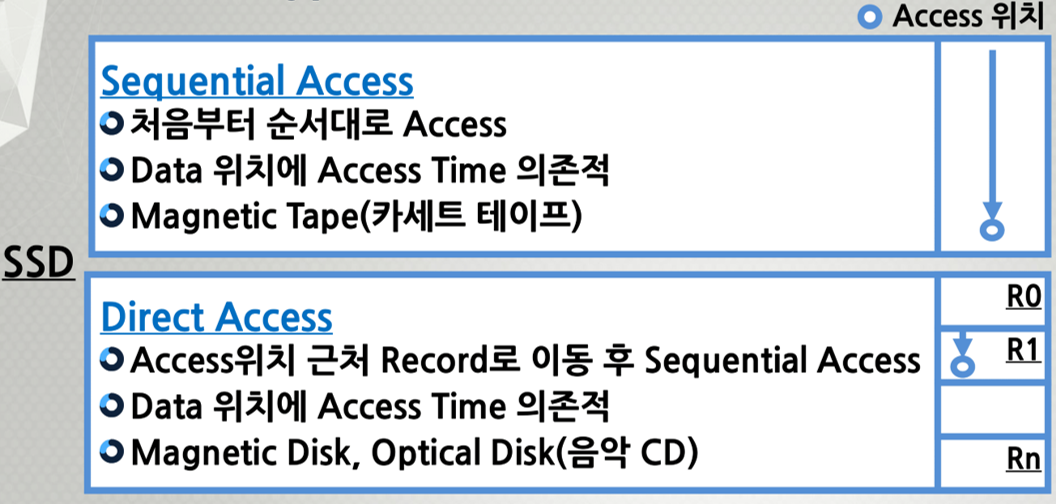 Access 위치
Sequential Access
처음부터 순서대로 Access
Data 위치에 Access Time 의존적
Magnetic Tape(카세트 테이프)
SSD
Direct Access
Access위치 근처 Record로 이동 후 Sequential Access
Data 위치에 Access Time 의존적
Magnetic Disk, Optical Disk(음악 CD)
R0
R1
Rn